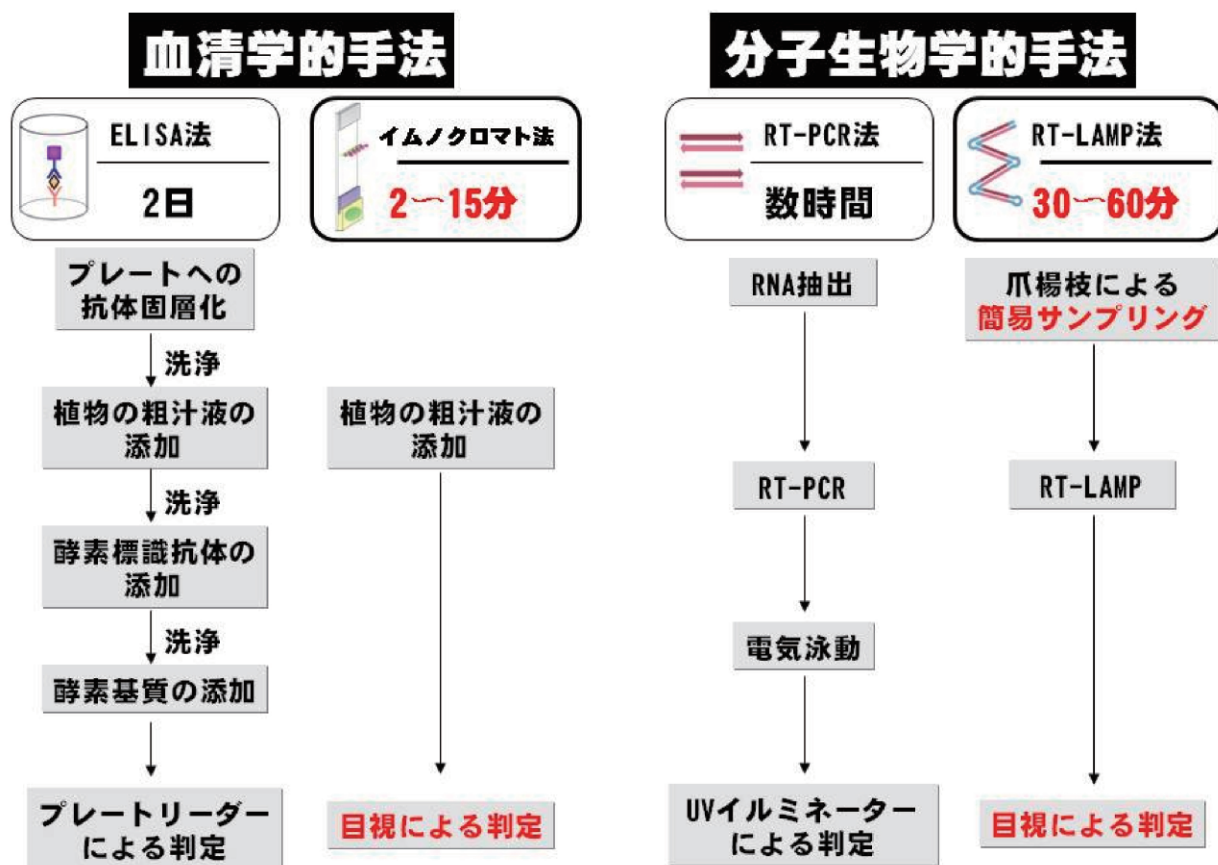 血清学的手法
ELISA法
2日
プレートへの
抗体固層化
洗浄
植物の粗汁液の
添加
洗浄
酵素標識抗体の
添加
洗浄
酵素基質の添加
プレートリーダー
による判定
イムノクロマト法
2〜15分
植物の粗汁液の
添加
目視による判定
分子生物学的手法
RT-PCR法
数時間
RNA抽出
RT-PCR
電気泳動
UVイルミネーター
による判定
RT-LAMP法
30〜60分
爪楊枝による
簡易サンプリング
RT-LAMP
目視による判定